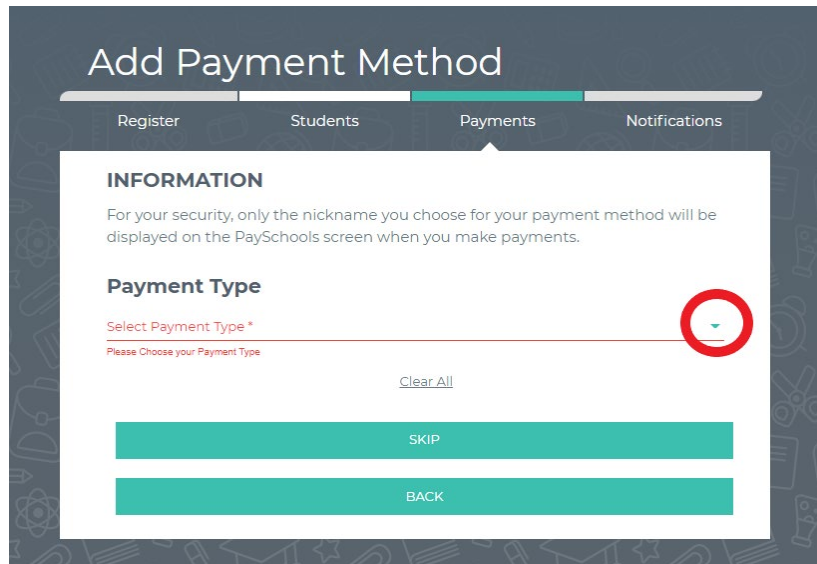 Add Payment Method
Register Students Payments Notifications
INFORMATION
For your security, only the nickname you choose for your payment method will be
displayed on the PaySchools screen when you make payments.
Payment Type
Select Payment Type *
Please Choose your Payment Type
Clear All
SKIP
BACK